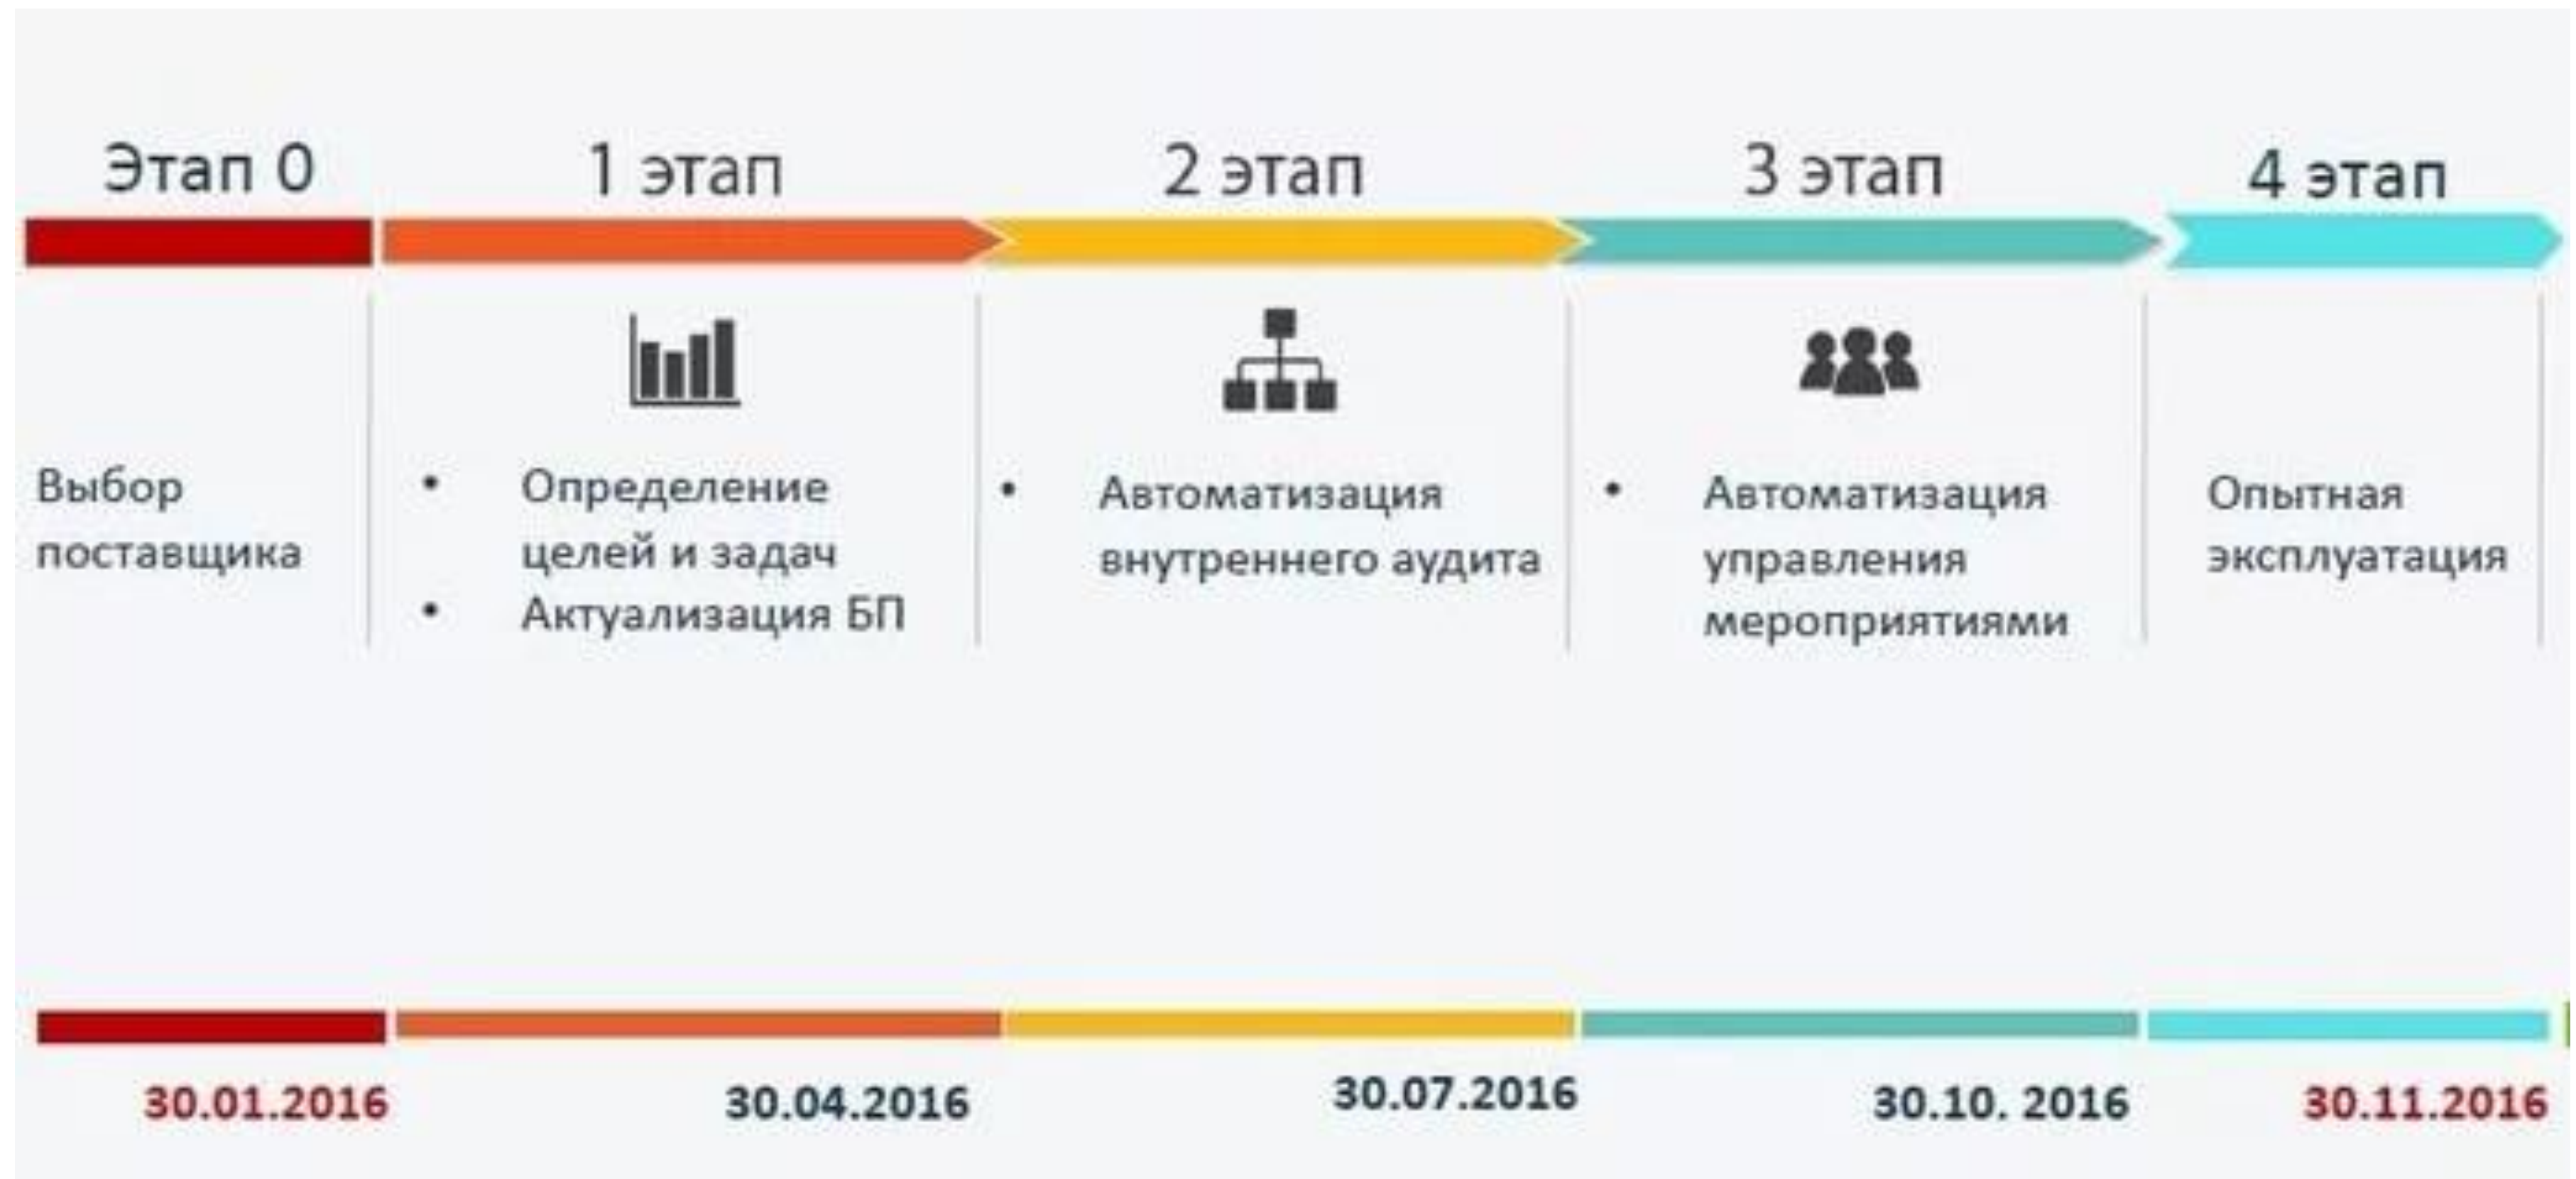 Этап 0
1 этап
2 этап
3 этап
4 этап
Выбор
поставщика
• Определение
целей и задач
• Актуализация БП
• Автоматизация
внутреннего аудита
• Автоматизация
управления
мероприятиями
Опытная
эксплуатация
30.01.2016
30.04.2016
30.07.2016
30.10. 2016
30.11.2016